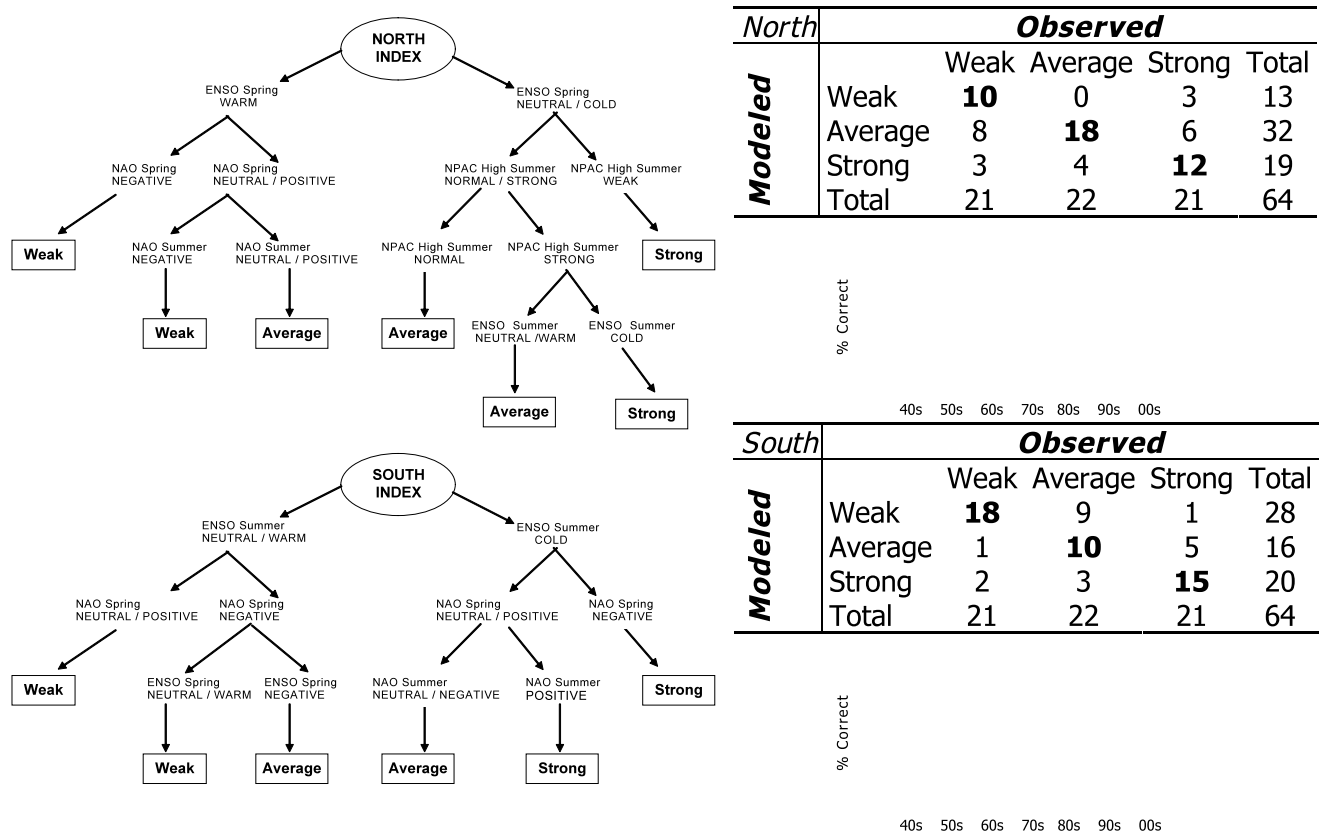 NORTH
INDEX
ENSO Spring
WARM
ENSO Spring
NEUTRAL / COLD
NAO Spring
NEGATIVE
NAO Spring
NEUTRAL / POSITIVE
NPAC High Summer
NORMAL / STRONG
NPAC High Summer
WEAK
Weak
NAO Summer
NEGATIVE
NAO Summer
NEUTRAL / POSITIVE
NPAC High Summer
NORMAL
NPAC High Summer
STRONG
Strong
Weak
Average
Average
ENSO Summer
NEUTRAL /WARM
ENSO Summer
COLD
Average
Strong
North Observed
Modeled
Weak Average Strong Total
Weak 10 0 3 13
Average 8 18 6 32
Strong 3 4 12 19
Total 21 22 21 64
% Correct
40s 50s 60s 70s 80s 90s 00s
SOUTH
INDEX
ENSO Summer
NEUTRAL / WARM
ENSO Summer
COLD
NAO Spring
NEUTRAL / POSITIVE
NAO Spring
NEGATIVE
NAO Spring
NEUTRAL / POSITIVE
NAO Spring
NEGATIVE
Weak
ENSO Spring
NEUTRAL / WARM
ENSO Spring
NEGATIVE
NAO Summer
NEUTRAL / NEGATIVE
NAO Summer
POSITIVE
Strong
Weak
Average
Average
Strong
South Observed
Modeled
Weak Average Strong Total
Weak 18 9 1 28
Average 1 10 5 16
Strong 2 3 15 20
Total 21 22 21 64
% Correct
40s 50s 60s 70s 80s 90s 00s